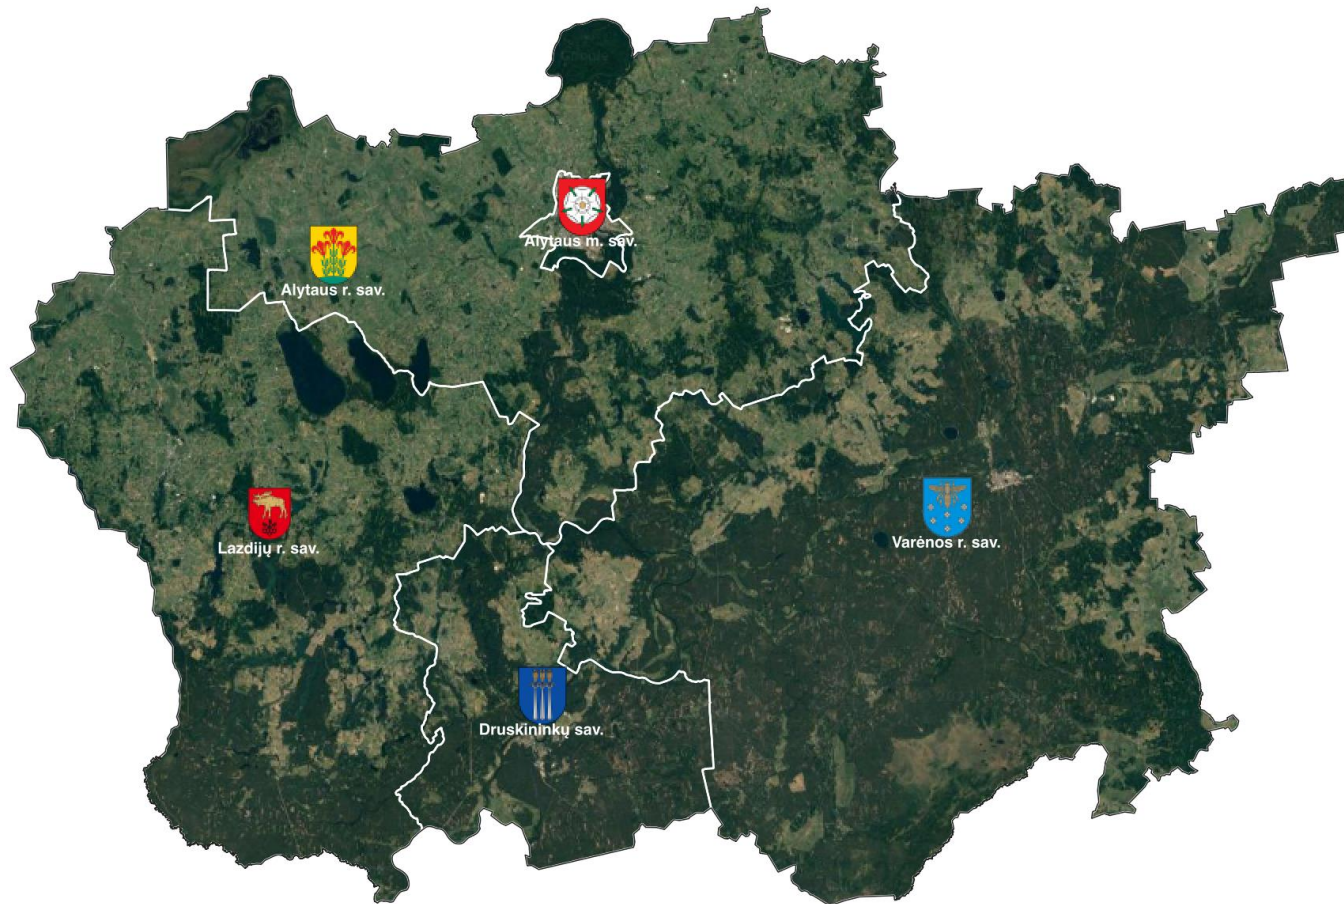 Alytaus m. sav.
Alytaus r. sav.
Lazdijų r. sav.
Varėnos r. sav.
Druskininkų sav.